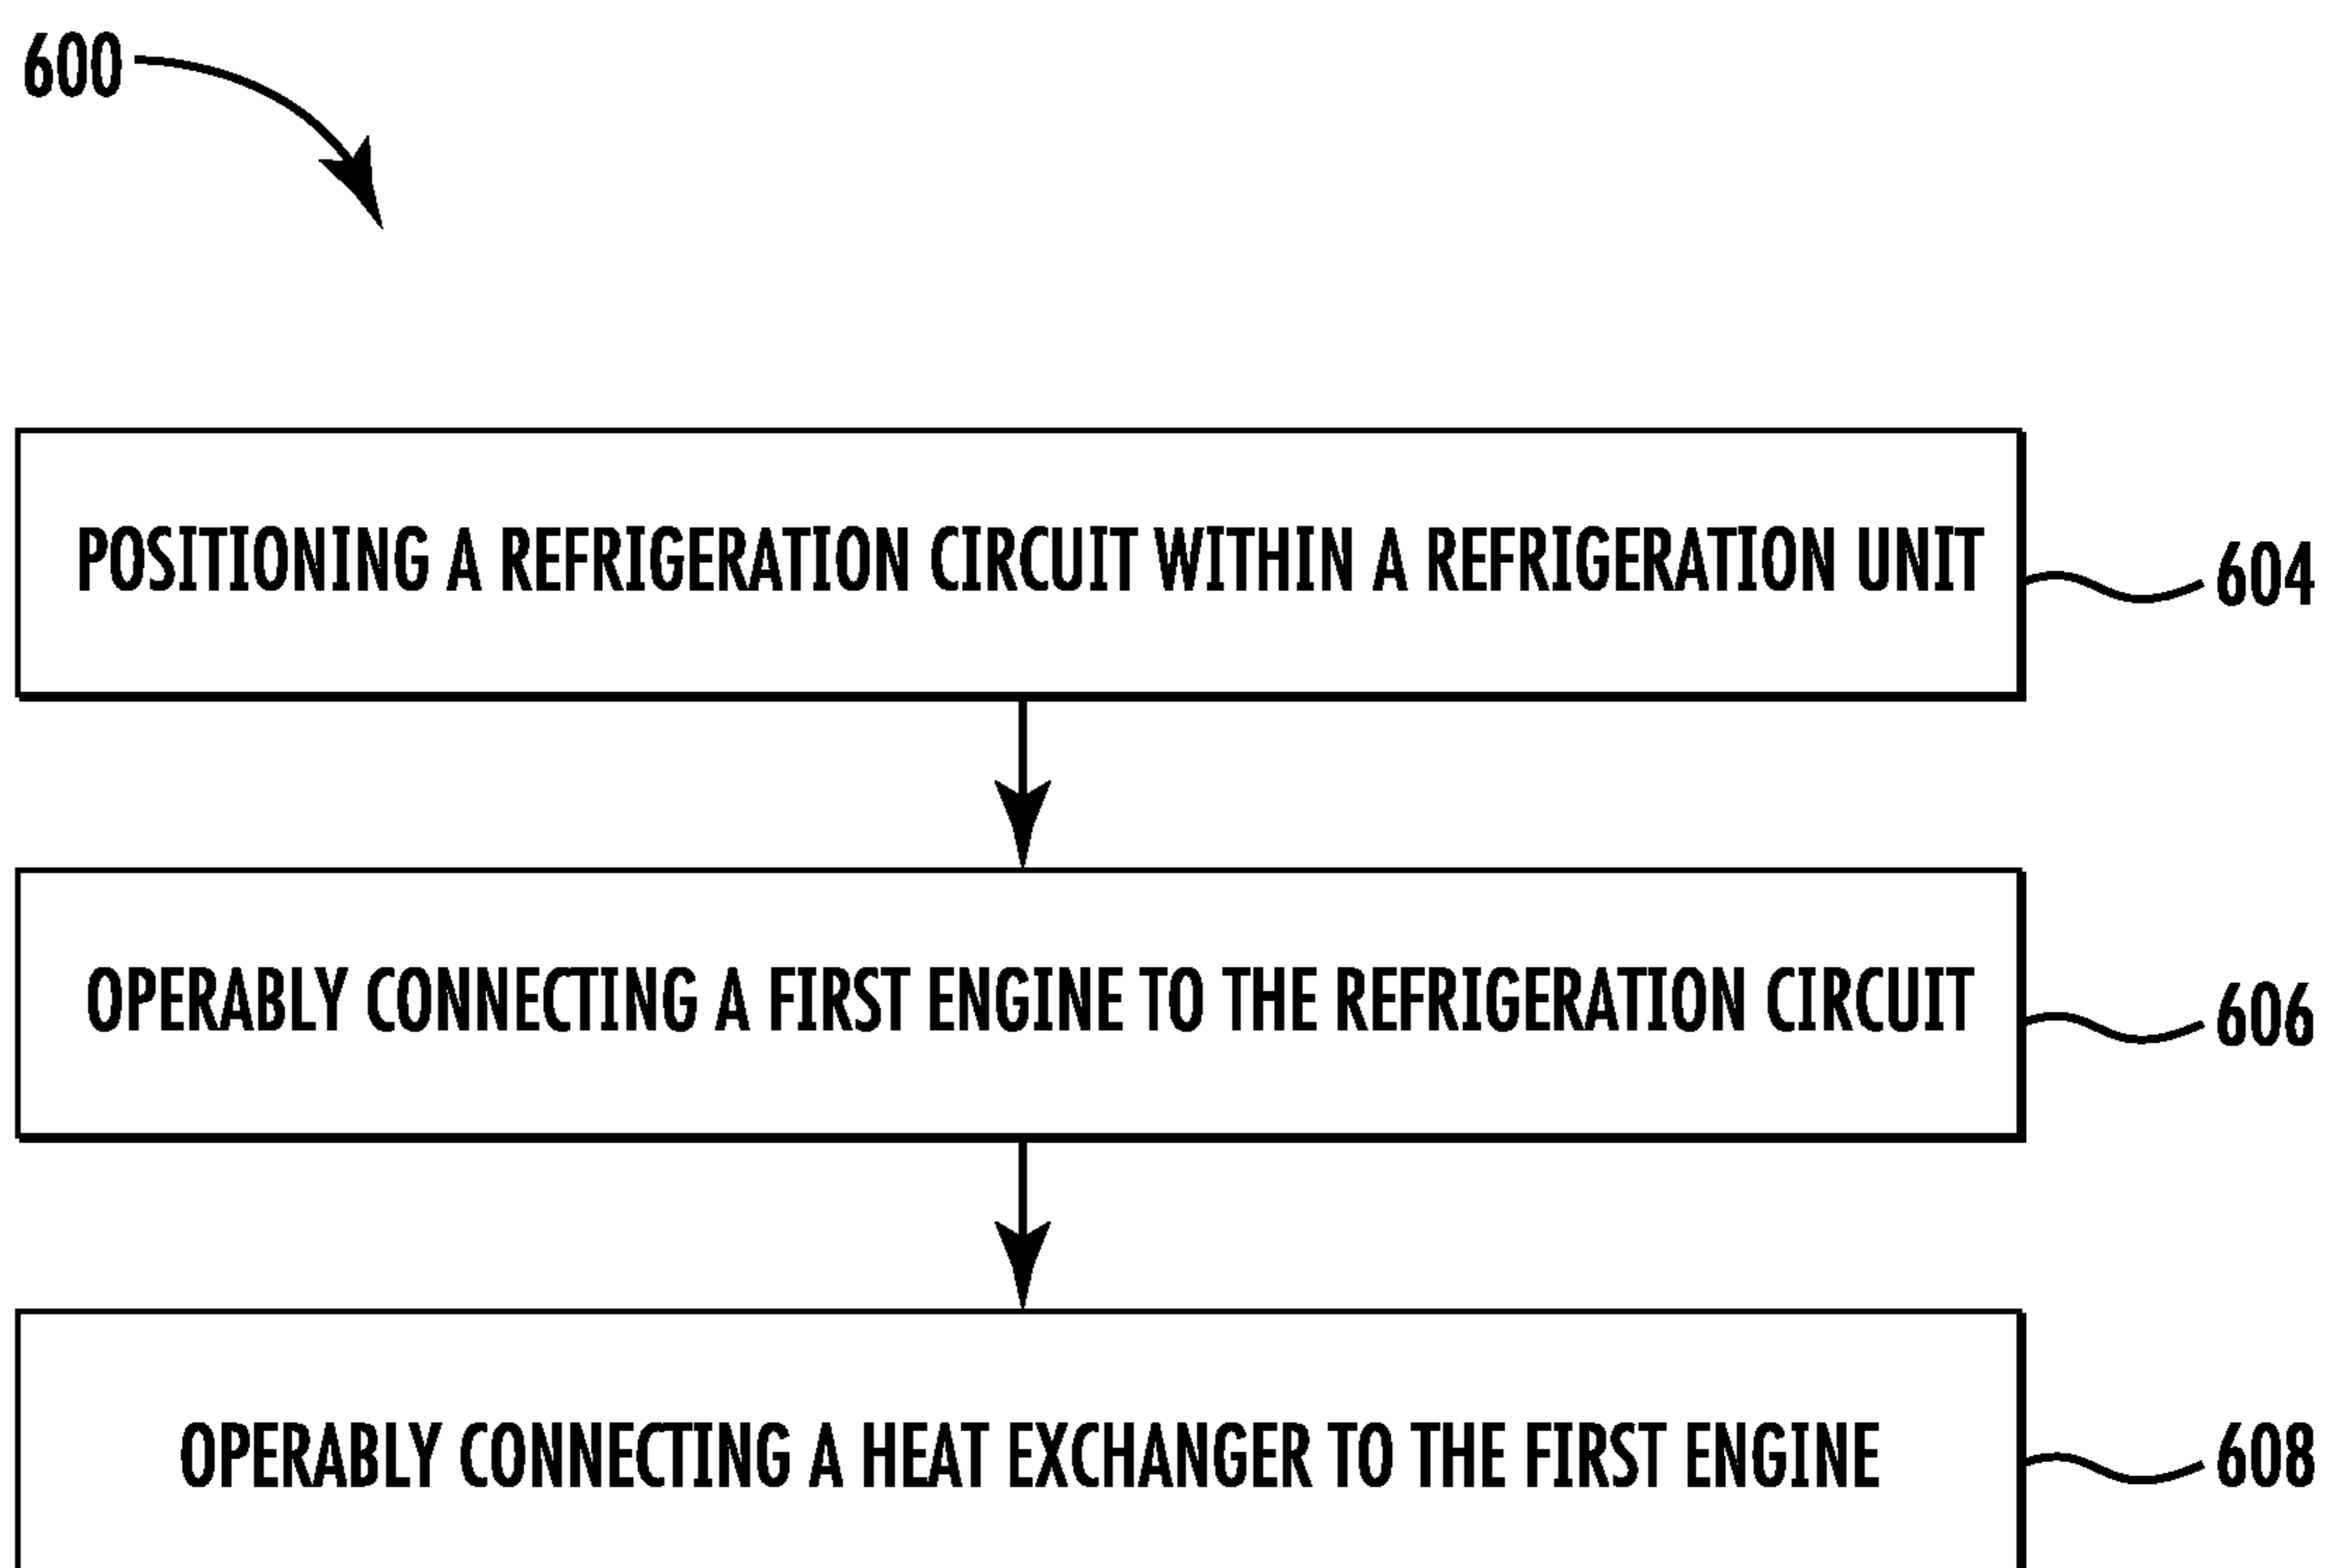 600
POSITIONING A REFRIGERATION CIRCUIT WITHIN A REFRIGERATION UNIT
604
OPERABLY CONNECTING A FIRST ENGINE TO THE REFRIGERATION CIRCUIT
606
OPERABLY CONNECTING A HEAT EXCHANGER TO THE FIRST ENGINE
608